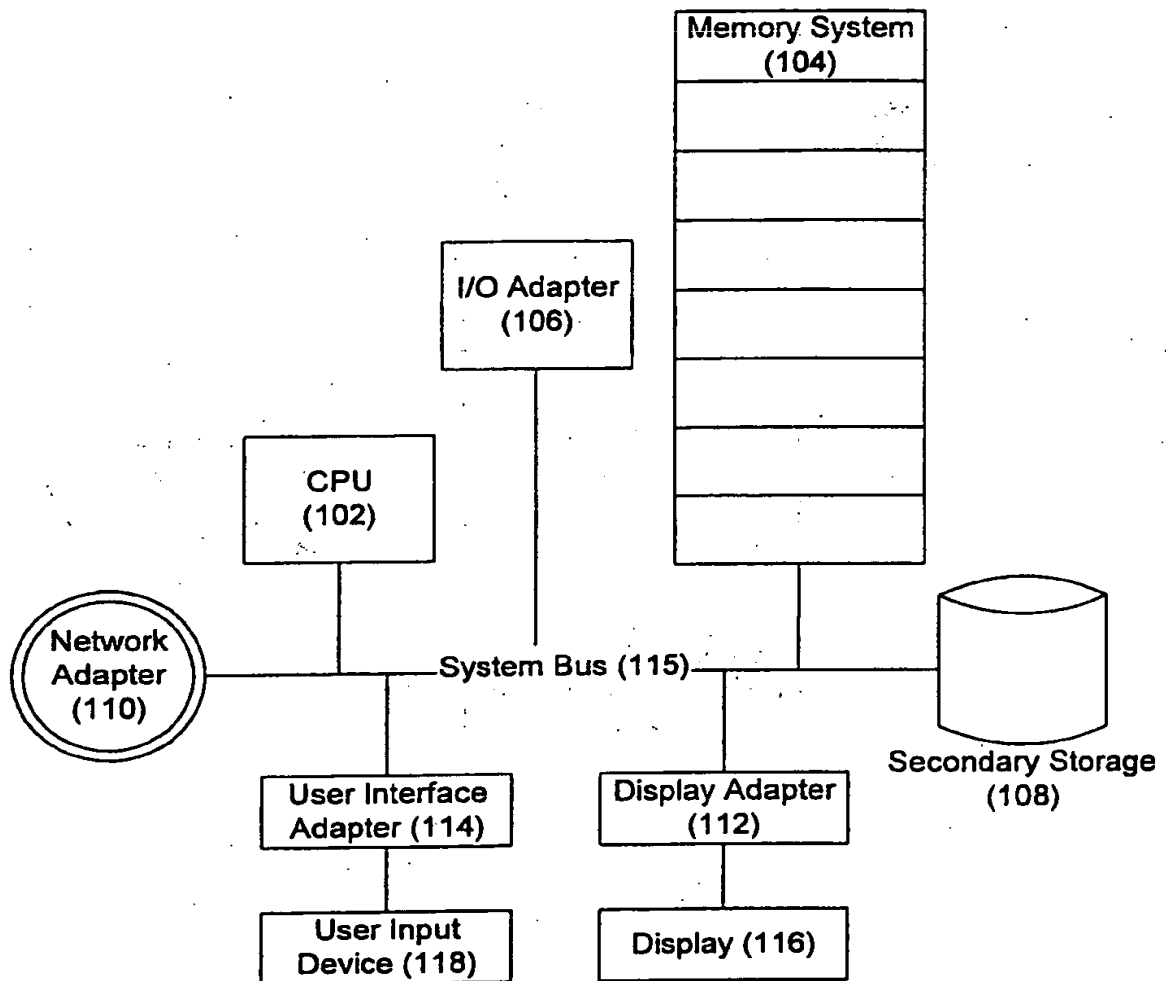 Memory System
(104)
I/O Adapter
(106)
CPU
(102)
Network
Adapter
(110)
System Bus (115)
Secondary Storage
(108)
User Interface
Adapter (114)
Display Adapter
(112)
User Input
Device (118)
Display (116)